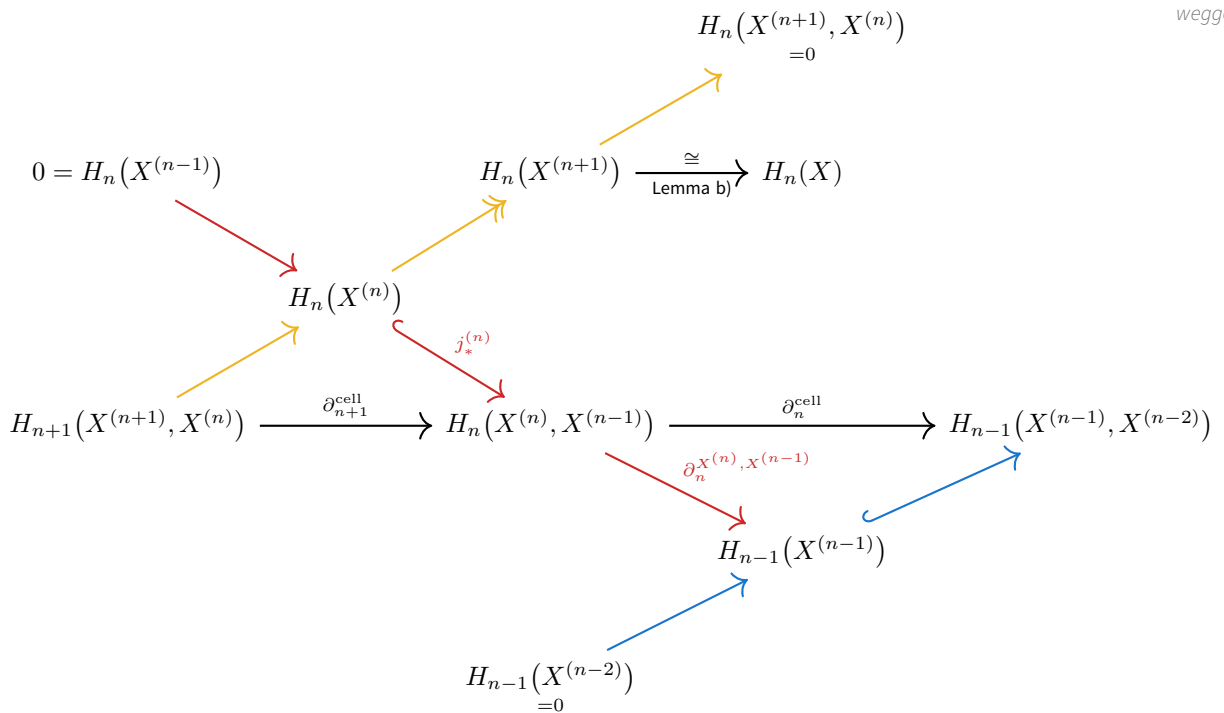 wegge
H_n(X^{(n+1)}, X^{(n)})
=0
0 = H_n(X^{(n-1)})
H_n(X^{(n+1)}) ≅ H_n(X)
Lemma b)
H_n(X^{(n)})
j_*^{(n)}
H_{n+1}(X^{(n+1)}, X^{(n)}) ∂_{n+1}^{cell} H_n(X^{(n)}, X^{(n-1)}) ∂_n^{cell} H_{n-1}(X^{(n-1)}, X^{(n-2)})
∂_n^{X^{(n)}, X^{(n-1)}}
H_{n-1}(X^{(n-1)})
H_{n-1}(X^{(n-2)})
=0